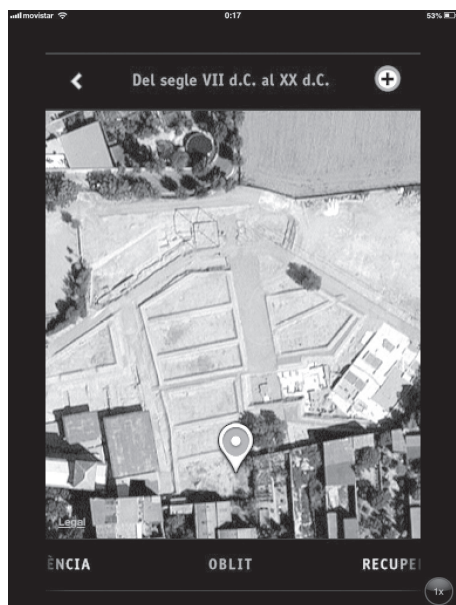 movistar 0:17 53%
Del segle VII d.C. al XX d.C.
Legal
ÈNCIA OBLIT RECUPE
1x